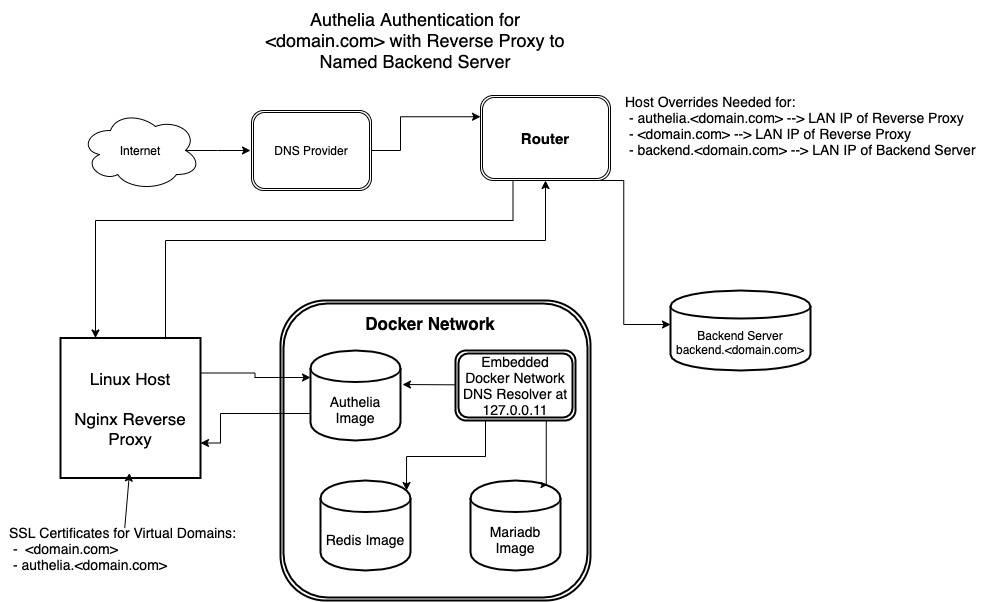 Authelia Authentication for
<domain.com> with Reverse Proxy to
Named Backend Server
Host Overrides Needed for:
- authelia.<domain.com> --> LAN IP of Reverse Proxy
- <domain.com> --> LAN IP of Reverse Proxy
- backend.<domain.com> --> LAN IP of Backend Server
Internet
DNS Provider
Router
Docker Network
Backend Server
backend.<domain.com>
Linux Host
Nginx Reverse
Proxy
Authelia
Image
Embedded
Docker Network
DNS Resolver at
127.0.0.11
Redis Image
Mariadb
Image
SSL Certificates for Virtual Domains:
- <domain.com>
- authelia.<domain.com>